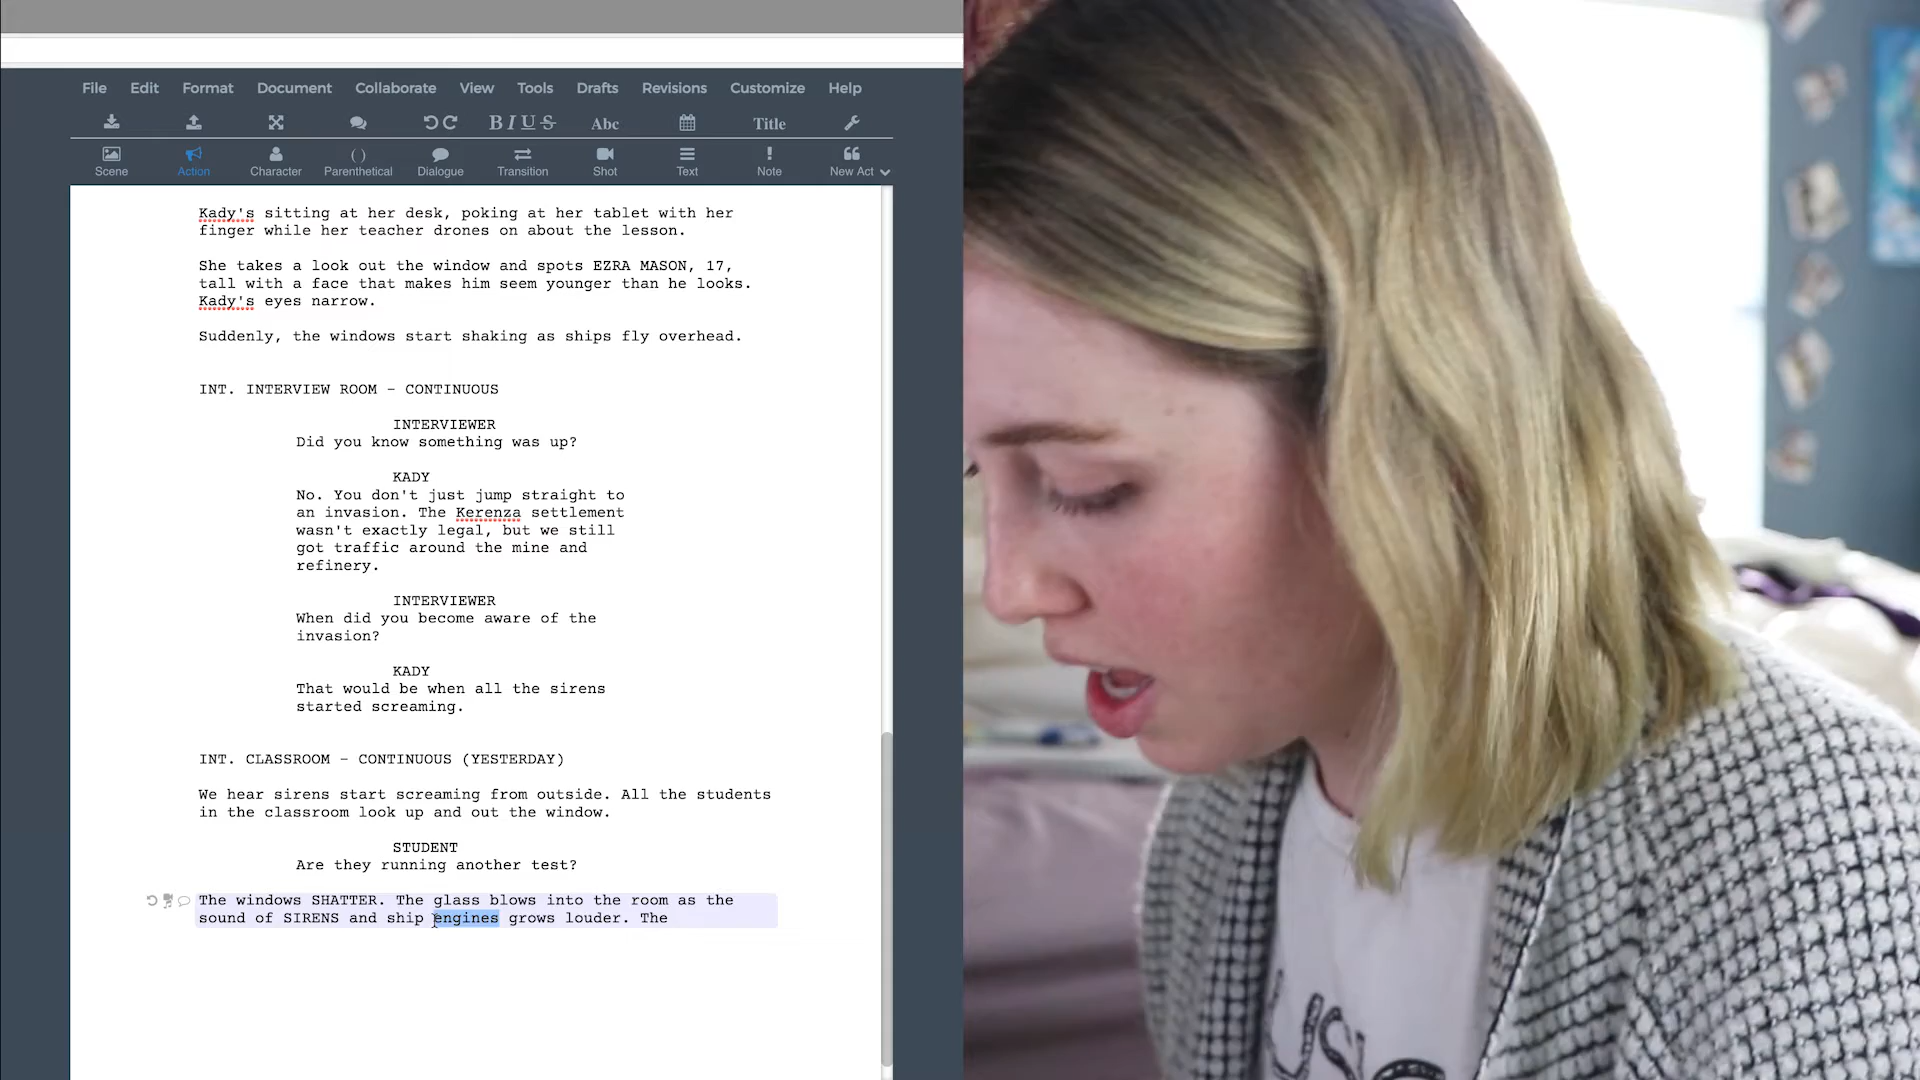 File Edit Format Document Collaborate View Tools Drafts Revisions Customize Help
B I U S Abc Title
Scene Action Character Parenthetical Dialogue Transition Shot Text Note New Act
Kady's sitting at her desk, poking at her tablet with her
finger while her teacher drones on about the lesson.
She takes a look out the window and spots EZRA MASON, 17,
tall with a face that makes him seem younger than he looks.
Kady's eyes narrow.
Suddenly, the windows start shaking as ships fly overhead.
INT. INTERVIEW ROOM - CONTINUOUS
INTERVIEWER
Did you know something was up?
KADY
No. You don't just jump straight to
an invasion. The Kerenza settlement
wasn't exactly legal, but we still
got traffic around the mine and
refinery.
INTERVIEWER
When did you become aware of the
invasion?
KADY
That would be when all the sirens
started screaming.
INT. CLASSROOM - CONTINUOUS (YESTERDAY)
We hear sirens start screaming from outside. All the students
in the classroom look up and out the window.
STUDENT
Are they running another test?
The windows SHATTER. The glass blows into the room as the
sound of SIRENS and ship engines grows louder. The